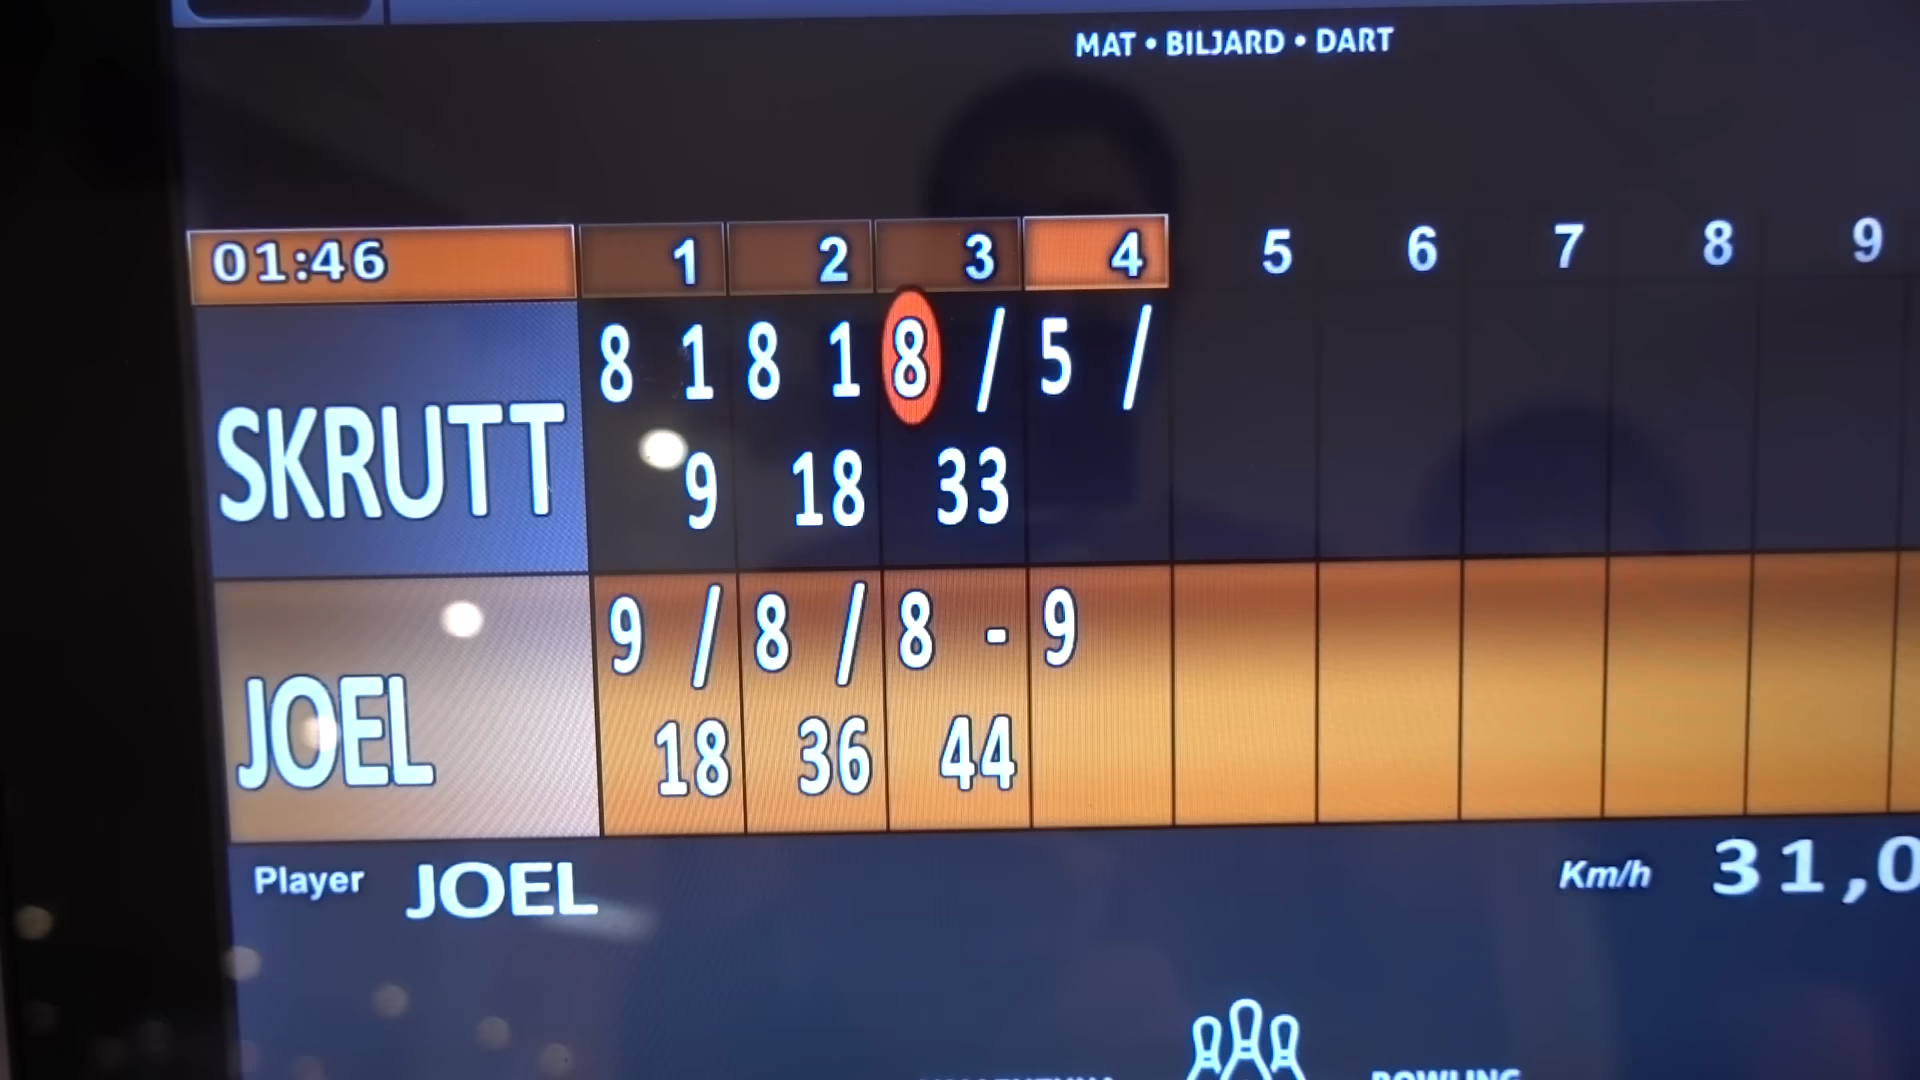 MAT • BILJARD • DART
01:46 1 2 3 4 5 6 7 8 9
8 1 8 1 8 / 5 /
SKRUTT
9 18 33
9 / 8 / 8 - 9
JOEL
18 36 44
Player JOEL Km/h 31,0
BOWLING